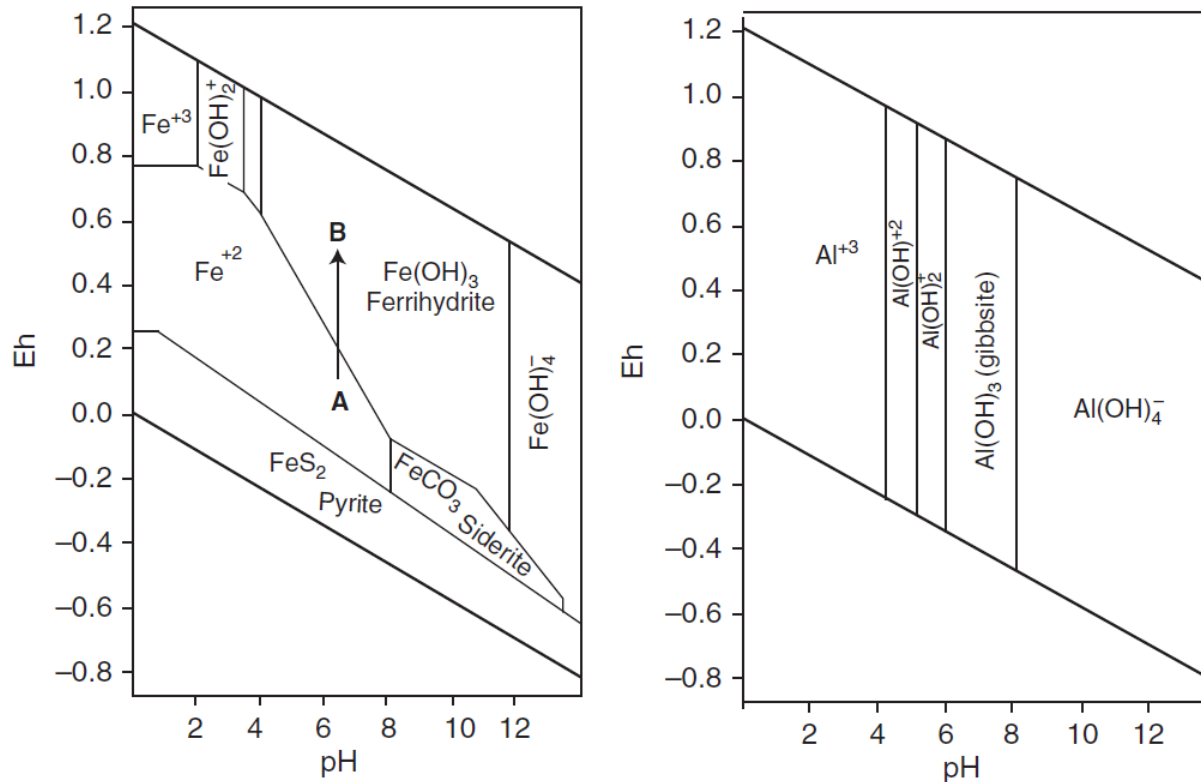 1.2
1.0
0.8
0.6
0.4
0.2
0.0
−0.2
−0.4
−0.6
−0.8
Eh
2
4
6
8
10
12
pH
Fe+3
Fe(OH)2+
Fe+2
B
A
Fe(OH)3
Ferrihydrite
Fe(OH)4−
FeS2
Pyrite
FeCO3
Siderite
1.2
1.0
0.8
0.6
0.4
0.2
0.0
−0.2
−0.4
−0.6
−0.8
Eh
2
4
6
8
10
12
pH
Al+3
Al(OH)+2
Al(OH)2+
Al(OH)3 (gibbsite)
Al(OH)4−